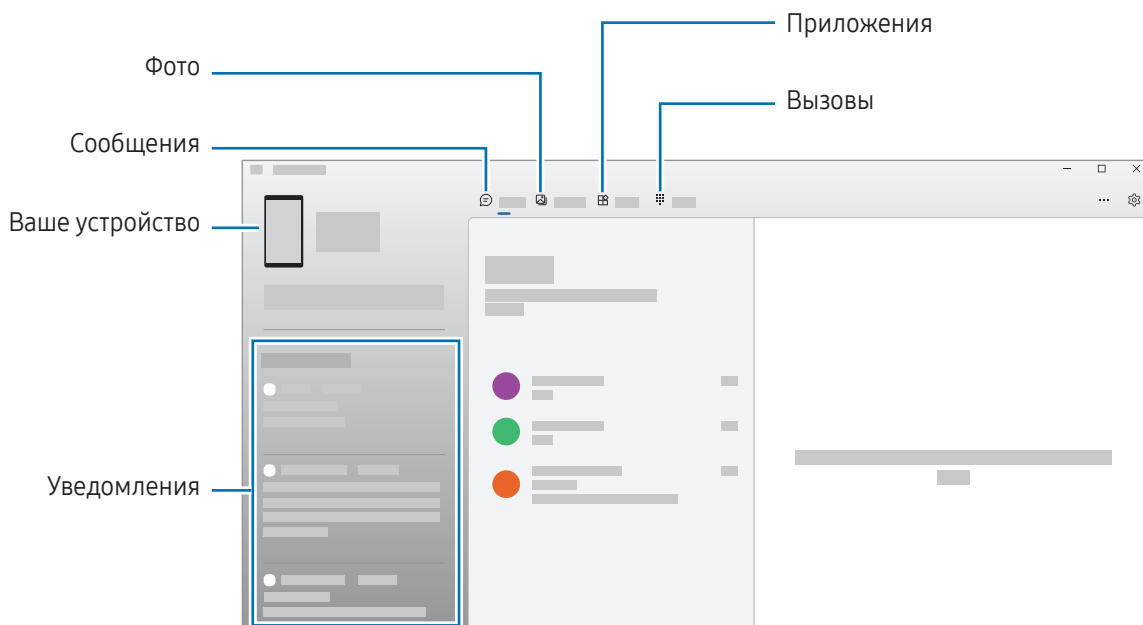 Приложения
Фото
Вызовы
Сообщения
Ваше устройство
Уведомления